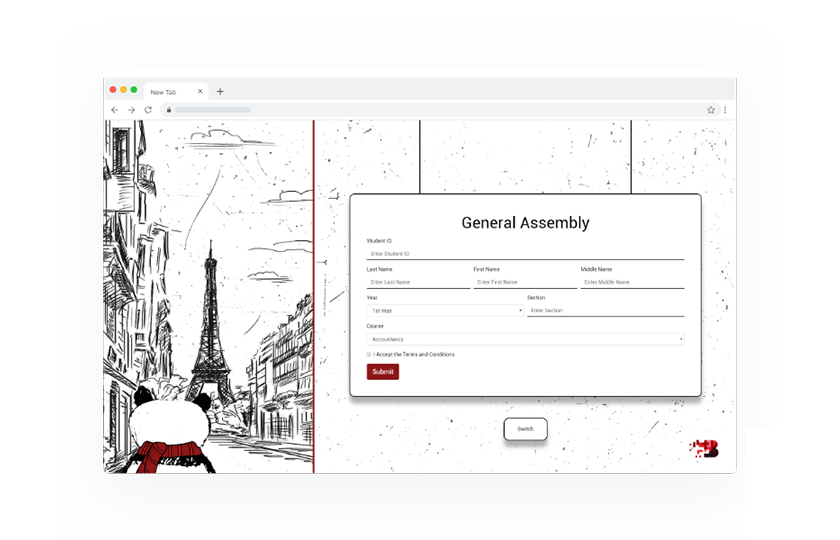 New Tab
General Assembly
Student ID
Enter Student ID
Last Name First Name Middle Name
Enter Last Name Enter First Name Enter Middle Name
Year Section
1st Year Enter Section
Course
Accountancy
I Accept the Terms and Conditions
Submit
Switch
B